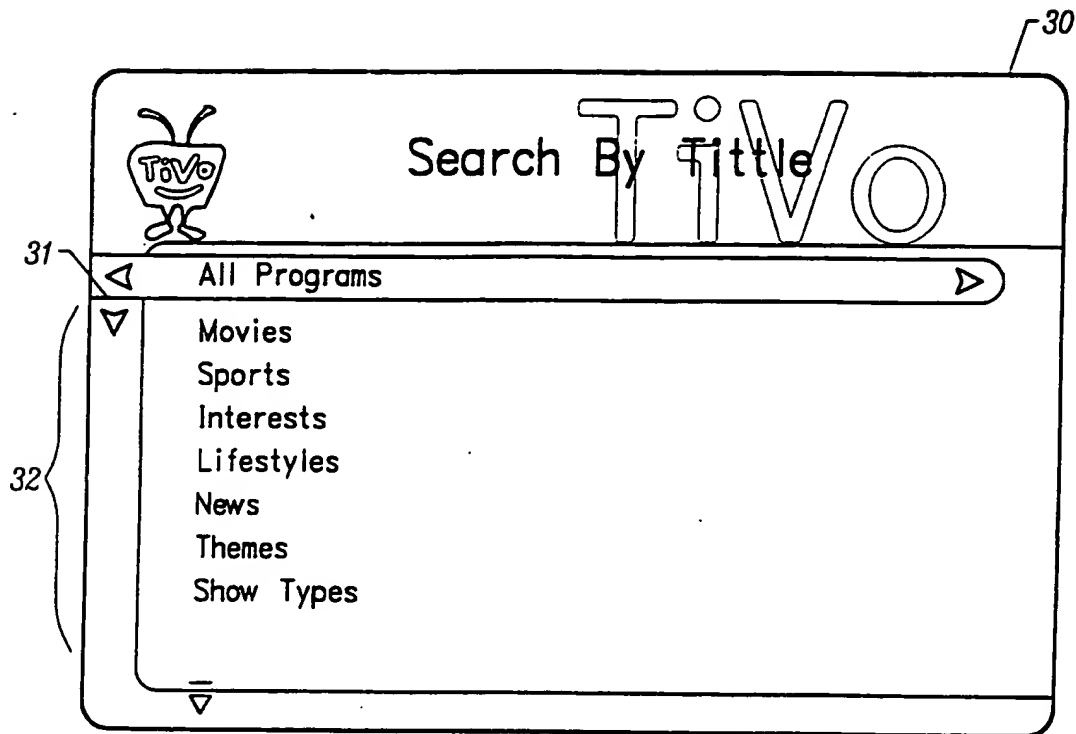 30
TiVo
TiVo
Search By Tittle
31
All Programs
Movies
Sports
Interests
Lifestyles
32
News
Themes
Show Types